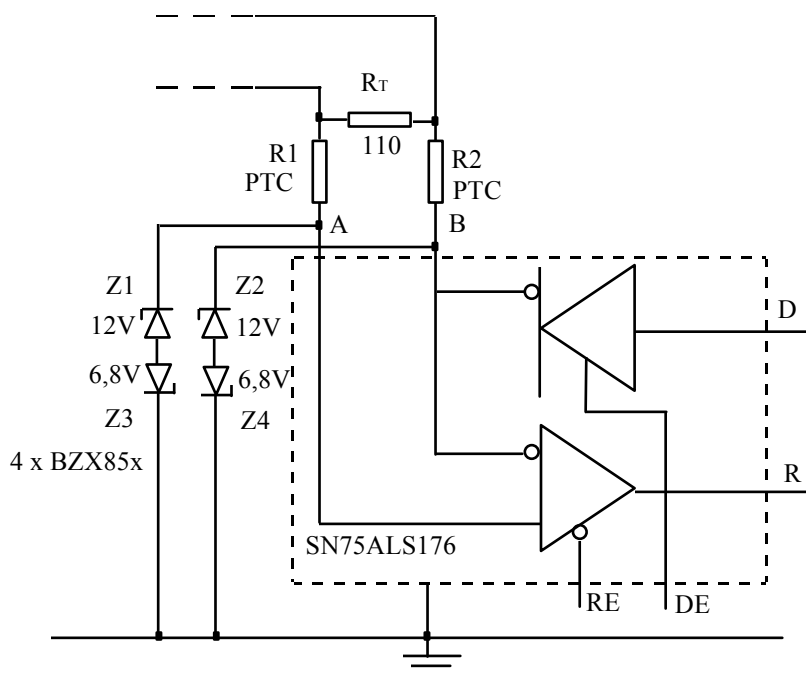 RT
110
R1
PTC
R2
PTC
A
B
Z1
12V
Z2
12V
6,8V
Z3
6,8V
Z4
4 x BZX85x
D
R
SN75ALS176
RE
DE